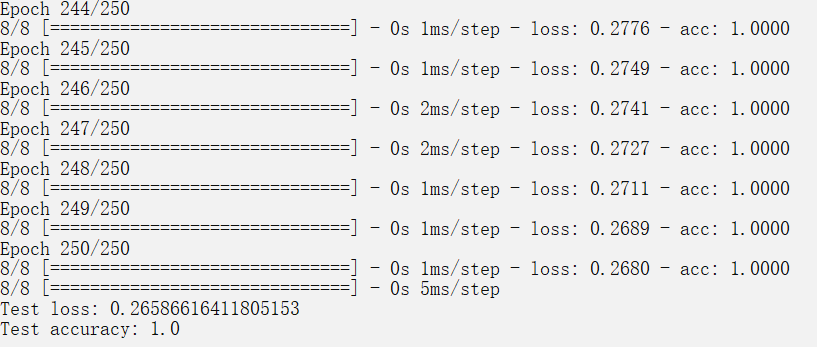 Epoch 244/250
8/8 [==============================] - 0s 1ms/step - loss: 0.2776 - acc: 1.0000
Epoch 245/250
8/8 [==============================] - 0s 1ms/step - loss: 0.2749 - acc: 1.0000
Epoch 246/250
8/8 [==============================] - 0s 2ms/step - loss: 0.2741 - acc: 1.0000
Epoch 247/250
8/8 [==============================] - 0s 2ms/step - loss: 0.2727 - acc: 1.0000
Epoch 248/250
8/8 [==============================] - 0s 1ms/step - loss: 0.2711 - acc: 1.0000
Epoch 249/250
8/8 [==============================] - 0s 1ms/step - loss: 0.2689 - acc: 1.0000
Epoch 250/250
8/8 [==============================] - 0s 1ms/step - loss: 0.2680 - acc: 1.0000
8/8 [==============================] - 0s 5ms/step
Test loss: 0.26586616411805153
Test accuracy: 1.0